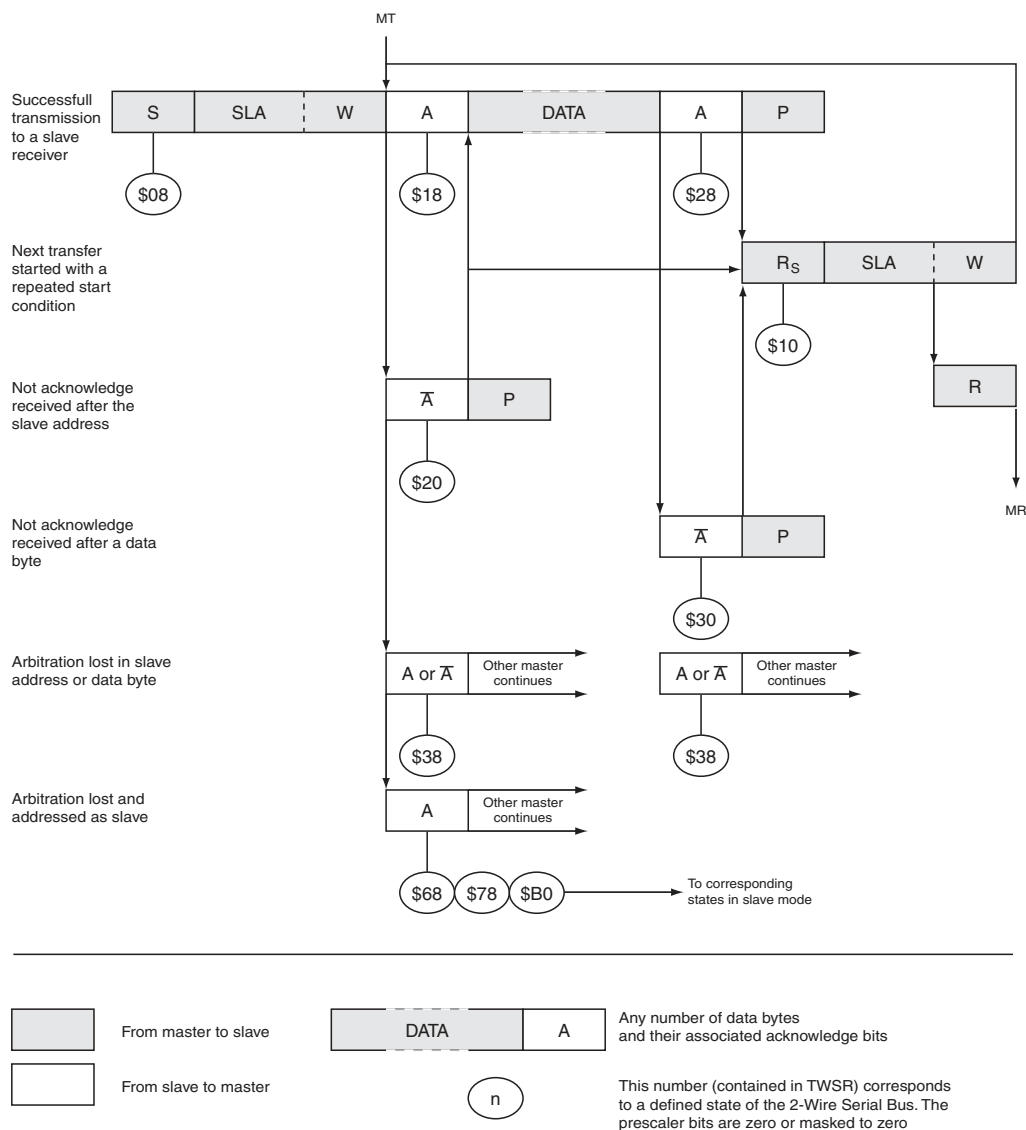 MT
Successfull
transmission
to a slave
receiver
S SLA W A DATA A P
$08 $18 $28
Next transfer
started with a
repeated start
condition
RS SLA W
$10
Not acknowledge
received after the
slave address
A̅ P
R
$20
MR
Not acknowledge
received after a data
byte
A̅ P
$30
Arbitration lost in slave
address or data byte
A or A̅
Other master
continues
A or A̅
Other master
continues
$38 $38
Arbitration lost and
addressed as slave
A
Other master
continues
$68 $78 $B0
To corresponding
states in slave mode
From master to slave
DATA A
Any number of data bytes
and their associated acknowledge bits
From slave to master
n
This number (contained in TWSR) corresponds
to a defined state of the 2-Wire Serial Bus. The
prescaler bits are zero or masked to zero